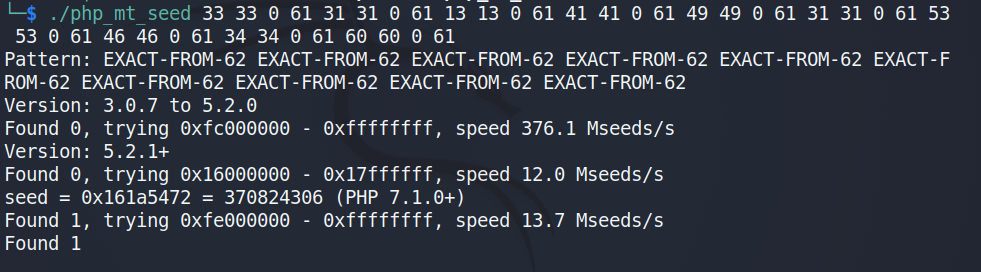 └─$ ./php_mt_seed 33 33 0 61 31 31 0 61 13 13 0 61 41 41 0 61 49 49 0 61 31 31 0 61 53
 53 0 61 46 46 0 61 34 34 0 61 60 60 0 61
Pattern: EXACT-FROM-62 EXACT-FROM-62 EXACT-FROM-62 EXACT-FROM-62 EXACT-FROM-62 EXACT-F
ROM-62 EXACT-FROM-62 EXACT-FROM-62 EXACT-FROM-62 EXACT-FROM-62
Version: 3.0.7 to 5.2.0
Found 0, trying 0xfc000000 - 0xffffffff, speed 376.1 Mseeds/s
Version: 5.2.1+
Found 0, trying 0x16000000 - 0x17ffffff, speed 12.0 Mseeds/s
seed = 0x161a5472 = 370824306 (PHP 7.1.0+)
Found 1, trying 0xfe000000 - 0xffffffff, speed 13.7 Mseeds/s
Found 1